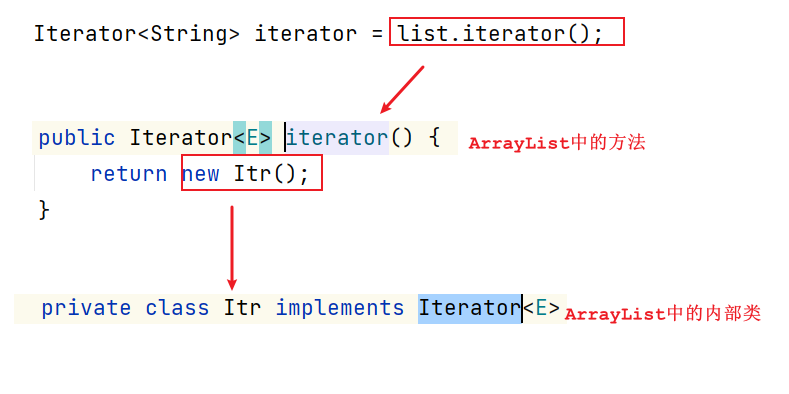 Iterator<String> iterator = list.iterator();
public Iterator<E> iterator() {
ArrayList中的方法
return new Itr();
}
private class Itr implements Iterator<E>
ArrayList中的内部类